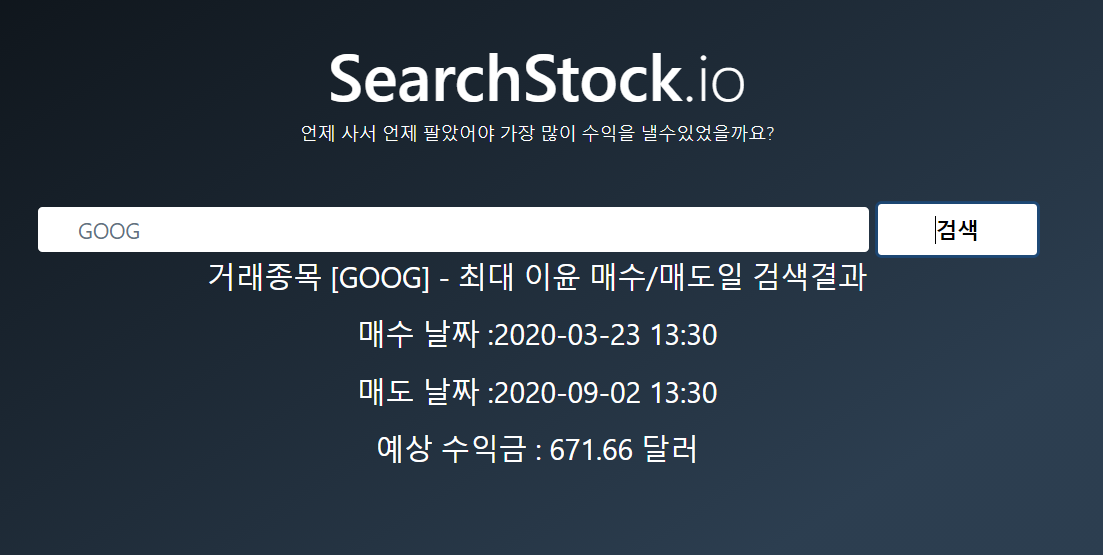 SearchStock.io
언제 사서 언제 팔았어야 가장 많이 수익을 낼수있었을까요?
GOOG
검색
거래종목 [GOOG] - 최대 이윤 매수/매도일 검색결과
매수 날짜 :2020-03-23 13:30
매도 날짜 :2020-09-02 13:30
예상 수익금 : 671.66 달러